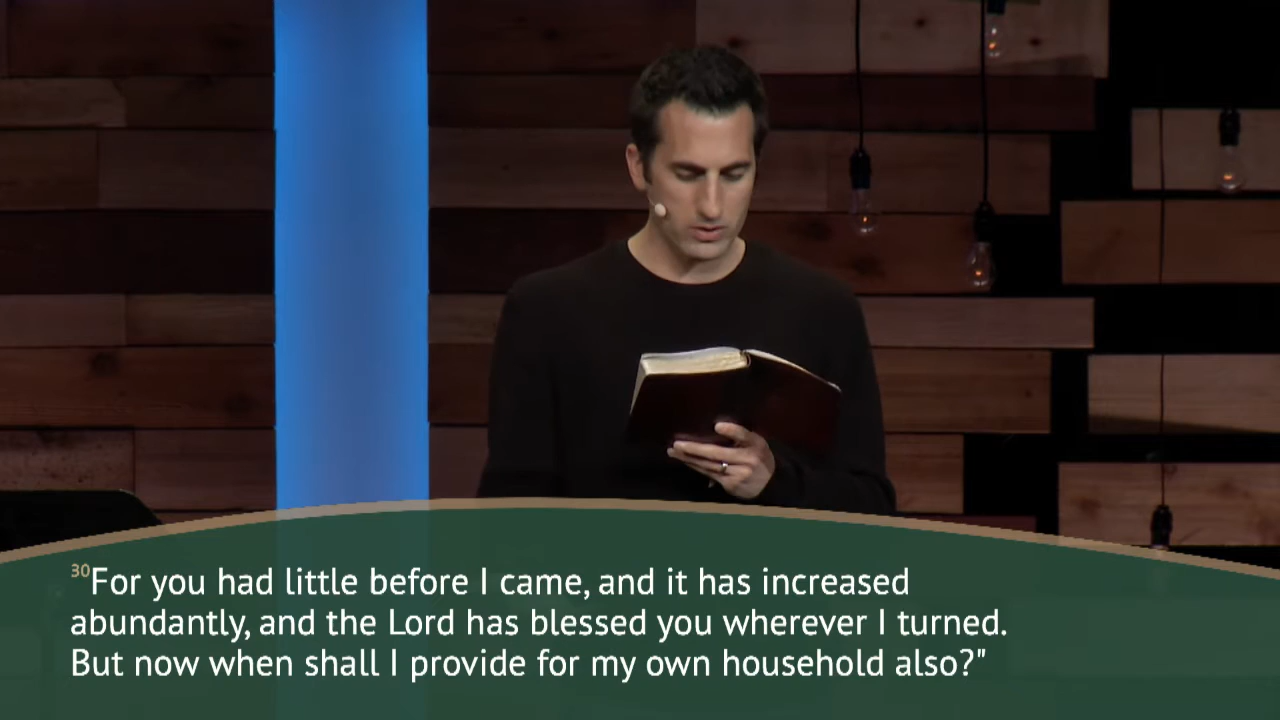 30For you had little before I came, and it has increased
abundantly, and the Lord has blessed you wherever I turned.
But now when shall I provide for my own household also?"